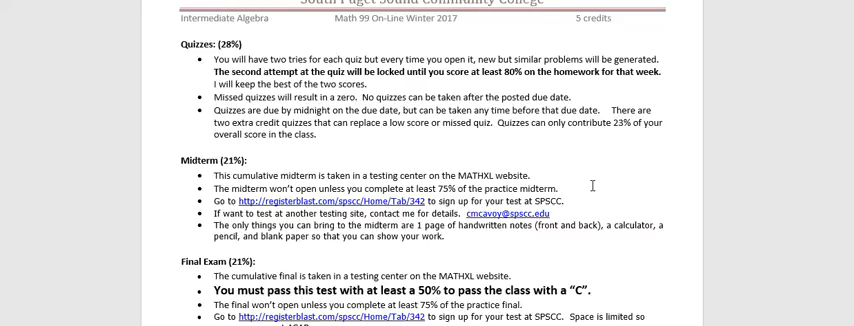 South Puget Sound Community College
Intermediate Algebra Math 99 On-Line Winter 2017 5 credits
Quizzes: (28%)
• You will have two tries for each quiz but every time you open it, new but similar problems will be generated.
The second attempt at the quiz will be locked until you score at least 80% on the homework for that week.
I will keep the best of the two scores.
• Missed quizzes will result in a zero. No quizzes can be taken after the posted due date.
• Quizzes are due by midnight on the due date, but can be taken any time before that due date. There are
two extra credit quizzes that can replace a low score or missed quiz. Quizzes can only contribute 23% of your
overall score in the class.
Midterm (21%):
• This cumulative midterm is taken in a testing center on the MATHXL website.
• The midterm won't open unless you complete at least 75% of the practice midterm.
• Go to http://registerblast.com/spscc/Home/Tab/342 to sign up for your test at SPSCC.
• If want to test at another testing site, contact me for details. cmcavoy@spscc.edu
• The only things you can bring to the midterm are 1 page of handwritten notes (front and back), a calculator, a
pencil, and blank paper so that you can show your work.
Final Exam (21%):
• The cumulative final is taken in a testing center on the MATHXL website.
• You must pass this test with at least a 50% to pass the class with a “C”.
• The final won't open unless you complete at least 75% of the practice final.
• Go to http://registerblast.com/spscc/Home/Tab/342 to sign up for your test at SPSCC. Space is limited so